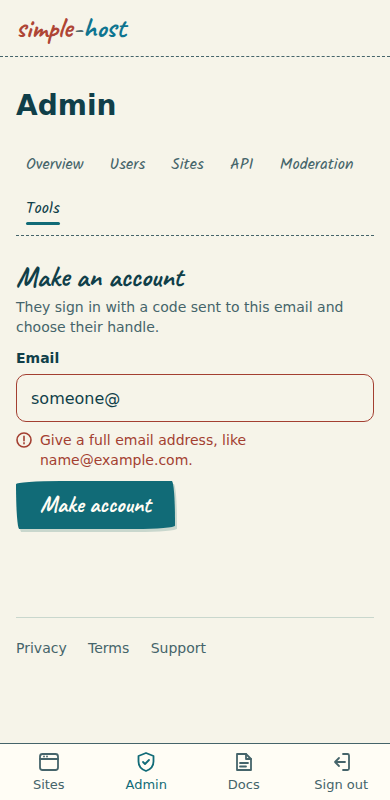 simple-host
Admin
Overview Users Sites API Moderation
Tools
Make an account
They sign in with a code sent to this email and
choose their handle.
Email
someone@
Give a full email address, like
name@example.com.
Make account
Privacy Terms Support
Sites Admin Docs Sign out